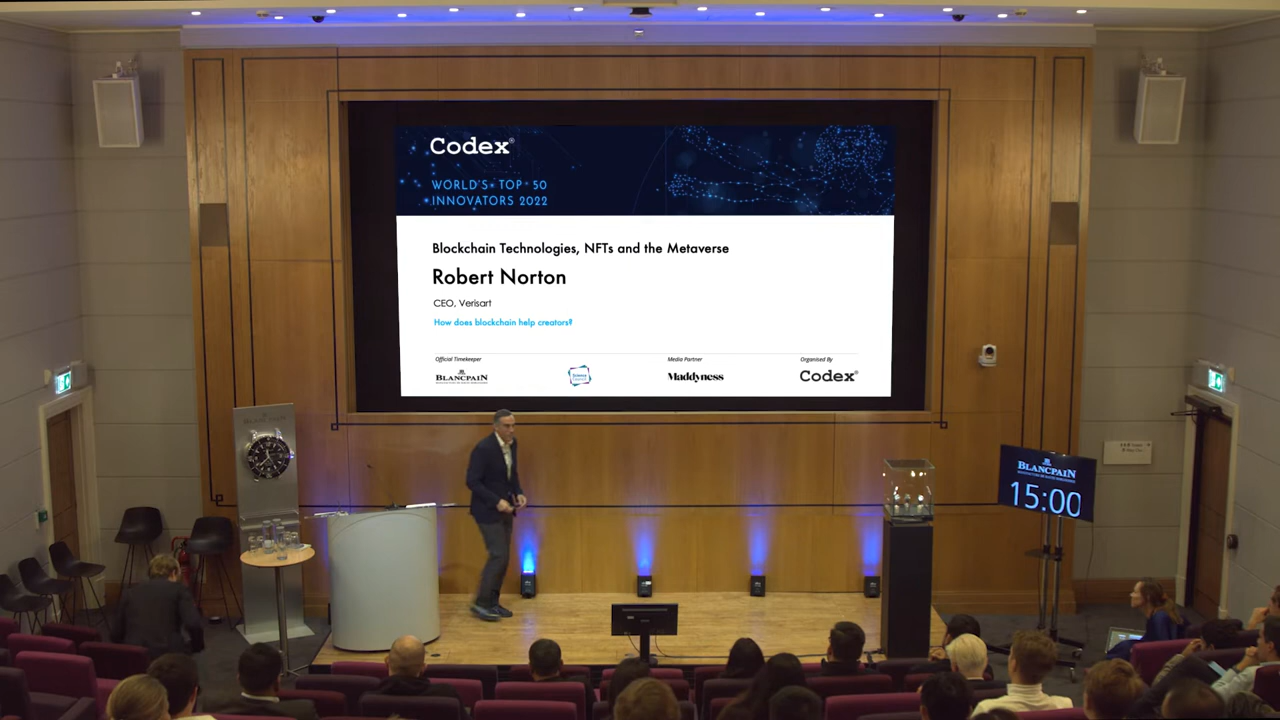 Codex®
WORLD'S TOP 50
INNOVATORS 2022
Blockchain Technologies, NFTs and the Metaverse
Robert Norton
CEO, Verisart
How does blockchain help creators?
Official Timekeeper
Media Partner
Organised By
BLANCPAIN
Maddyness
Codex®
BLANCPAIN
BLANCPAIN
15:00